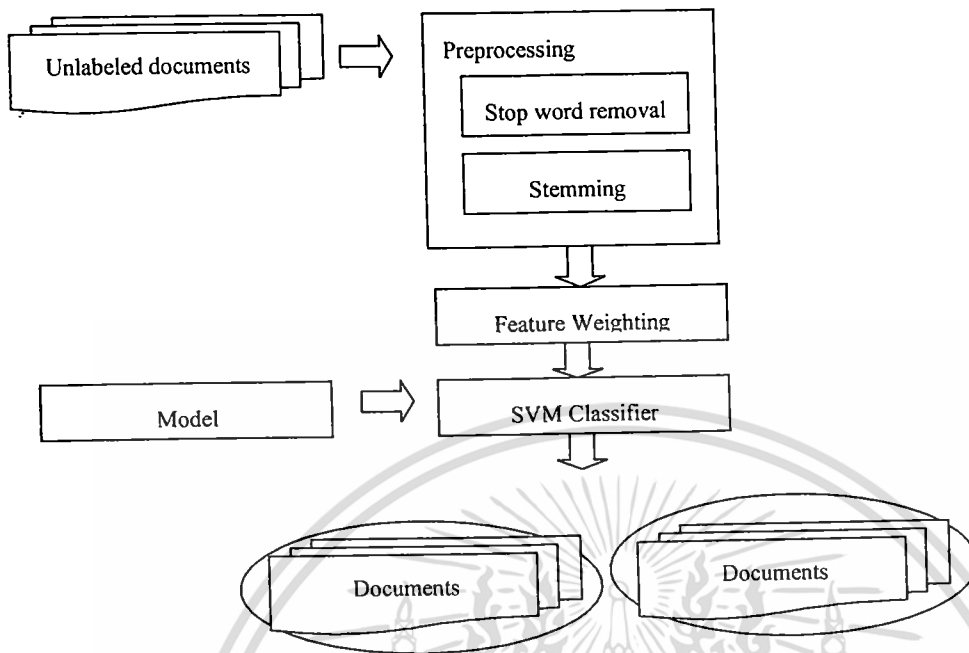 Unlabeled documents
Preprocessing
Stop word removal
Stemming
Feature Weighting
Model
SVM Classifier
Documents
Documents